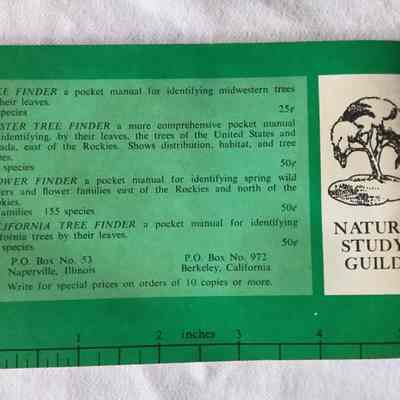 EE FINDER a pocket manual for identifying midwestern trees
heir leaves.
species 25¢
STER TREE FINDER a more comprehensive pocket manual
identifying, by their leaves, the trees of the United States and
ada, east of the Rockies. Shows distribution, habitat, and tree
es.
species 50¢
OWER FINDER a pocket manual for identifying spring wild
ers and flower families east of the Rockies and north of the
kies.
families 155 species 50¢
LIFORNIA TREE FINDER a pocket manual for identifying
fornia trees by their leaves.
species 50¢
P.O. Box No. 53 P.O. Box No. 972
Naperville, Illinois Berkeley, California
Write for special prices on orders of 10 copies or more.
NATUR
STUDY
GUILD
1 2 inches 3 4